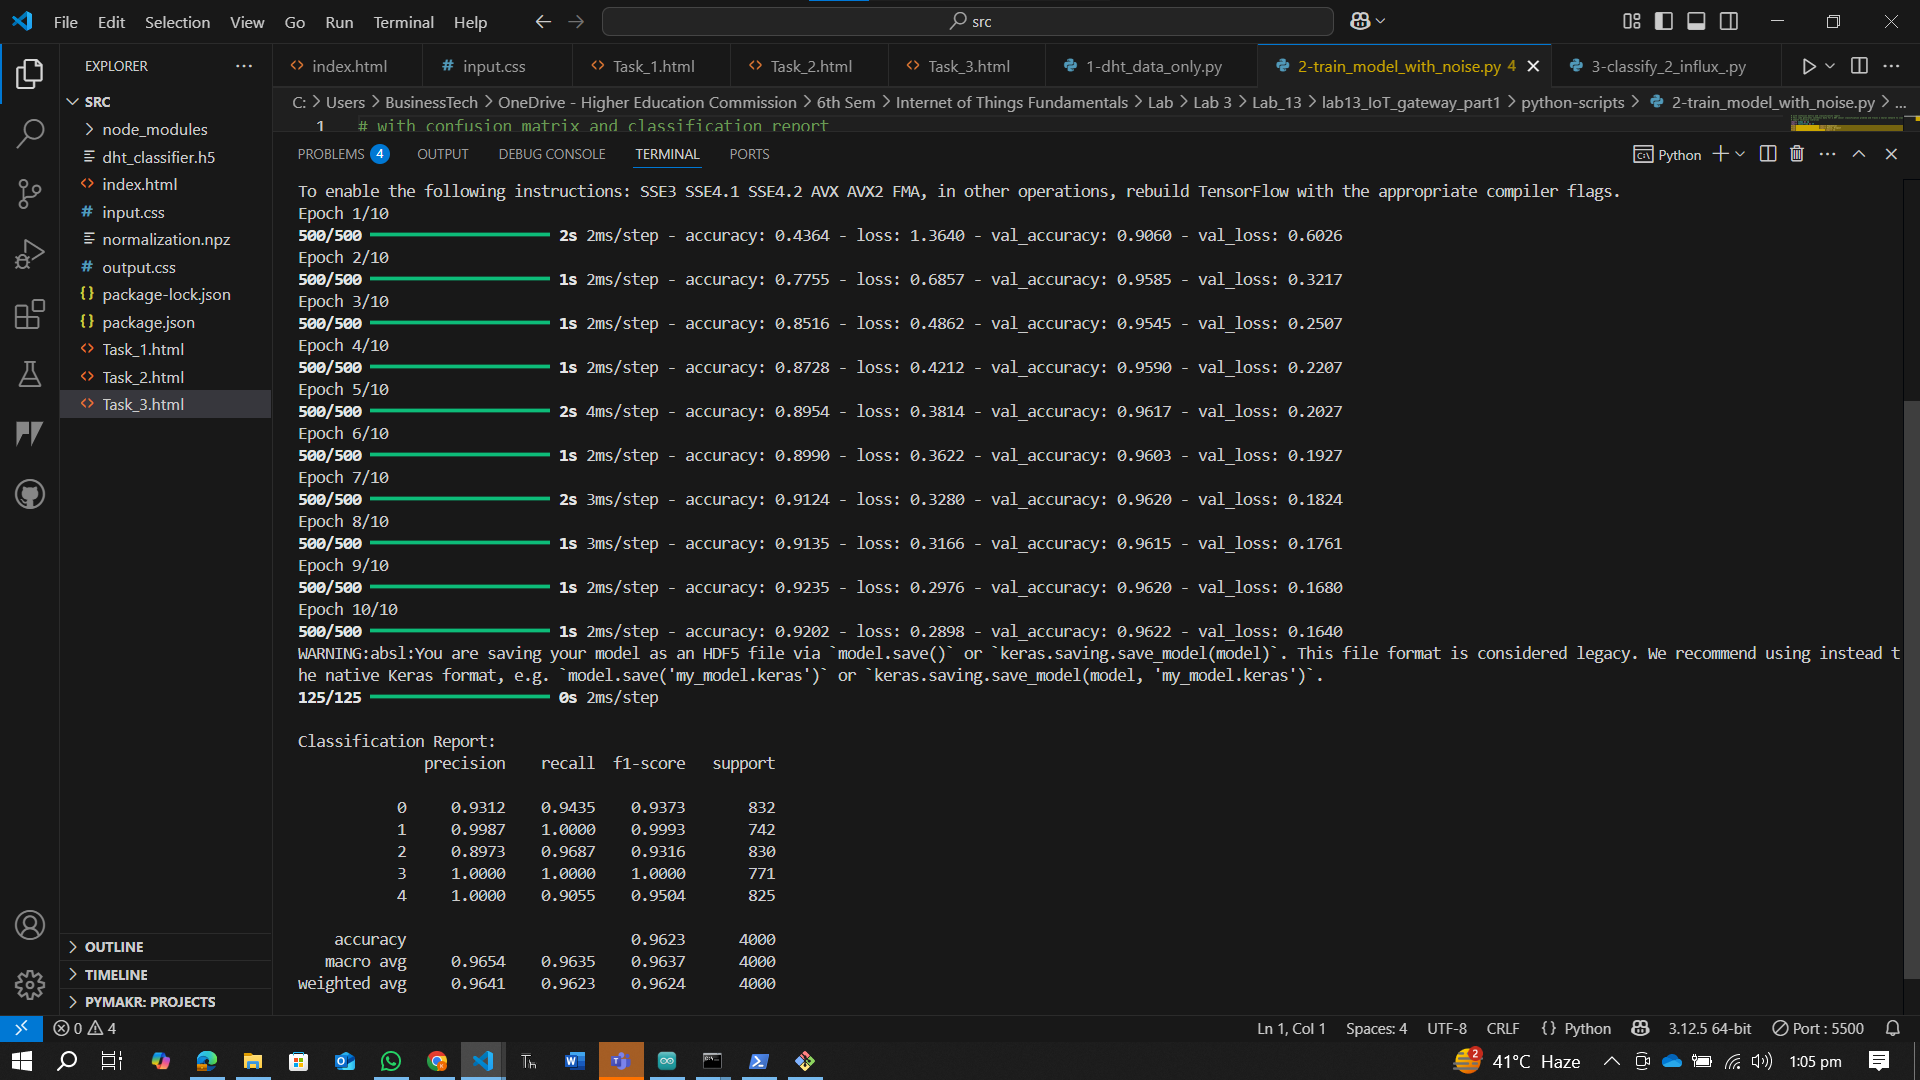 File Edit Selection View Go Run Terminal Help
src
EXPLORER
SRC
node_modules
dht_classifier.h5
index.html
input.css
normalization.npz
output.css
package-lock.json
package.json
Task_1.html
Task_2.html
Task_3.html
OUTLINE
TIMELINE
PYMAKR: PROJECTS
index.html input.css Task_1.html Task_2.html Task_3.html 1-dht_data_only.py 2-train_model_with_noise.py 4 3-classify_2_influx_.py
C: > Users > BusinessTech > OneDrive - Higher Education Commission > 6th Sem > Internet of Things Fundamentals > Lab > Lab 3 > Lab_13 > lab13_IoT_gateway_part1 > python-scripts > 2-train_model_with_noise.py > ...
1 # with confusion matrix and classification report
PROBLEMS 4 OUTPUT DEBUG CONSOLE TERMINAL PORTS
Python
To enable the following instructions: SSE3 SSE4.1 SSE4.2 AVX AVX2 FMA, in other operations, rebuild TensorFlow with the appropriate compiler flags.
Epoch 1/10
500/500 2s 2ms/step - accuracy: 0.4364 - loss: 1.3640 - val_accuracy: 0.9060 - val_loss: 0.6026
Epoch 2/10
500/500 1s 2ms/step - accuracy: 0.7755 - loss: 0.6857 - val_accuracy: 0.9585 - val_loss: 0.3217
Epoch 3/10
500/500 1s 2ms/step - accuracy: 0.8516 - loss: 0.4862 - val_accuracy: 0.9545 - val_loss: 0.2507
Epoch 4/10
500/500 1s 2ms/step - accuracy: 0.8728 - loss: 0.4212 - val_accuracy: 0.9590 - val_loss: 0.2207
Epoch 5/10
500/500 2s 4ms/step - accuracy: 0.8954 - loss: 0.3814 - val_accuracy: 0.9617 - val_loss: 0.2027
Epoch 6/10
500/500 1s 2ms/step - accuracy: 0.8990 - loss: 0.3622 - val_accuracy: 0.9603 - val_loss: 0.1927
Epoch 7/10
500/500 2s 3ms/step - accuracy: 0.9124 - loss: 0.3280 - val_accuracy: 0.9620 - val_loss: 0.1824
Epoch 8/10
500/500 1s 3ms/step - accuracy: 0.9135 - loss: 0.3166 - val_accuracy: 0.9615 - val_loss: 0.1761
Epoch 9/10
500/500 1s 2ms/step - accuracy: 0.9235 - loss: 0.2976 - val_accuracy: 0.9620 - val_loss: 0.1680
Epoch 10/10
500/500 1s 2ms/step - accuracy: 0.9202 - loss: 0.2898 - val_accuracy: 0.9622 - val_loss: 0.1640
WARNING:absl:You are saving your model as an HDF5 file via `model.save()` or `keras.saving.save_model(model)`. This file format is considered legacy. We recommend using instead t
he native Keras format, e.g. `model.save('my_model.keras')` or `keras.saving.save_model(model, 'my_model.keras')`.
125/125 0s 2ms/step
Classification Report:
precision recall f1-score support
0 0.9312 0.9435 0.9373 832
1 0.9987 1.0000 0.9993 742
2 0.8973 0.9687 0.9316 830
3 1.0000 1.0000 1.0000 771
4 1.0000 0.9055 0.9504 825
accuracy 0.9623 4000
macro avg 0.9654 0.9635 0.9637 4000
weighted avg 0.9641 0.9623 0.9624 4000
0 4 Ln 1, Col 1 Spaces: 4 UTF-8 CRLF {} Python 3.12.5 64-bit Port : 5500
2 41°C Haze 1:05 pm